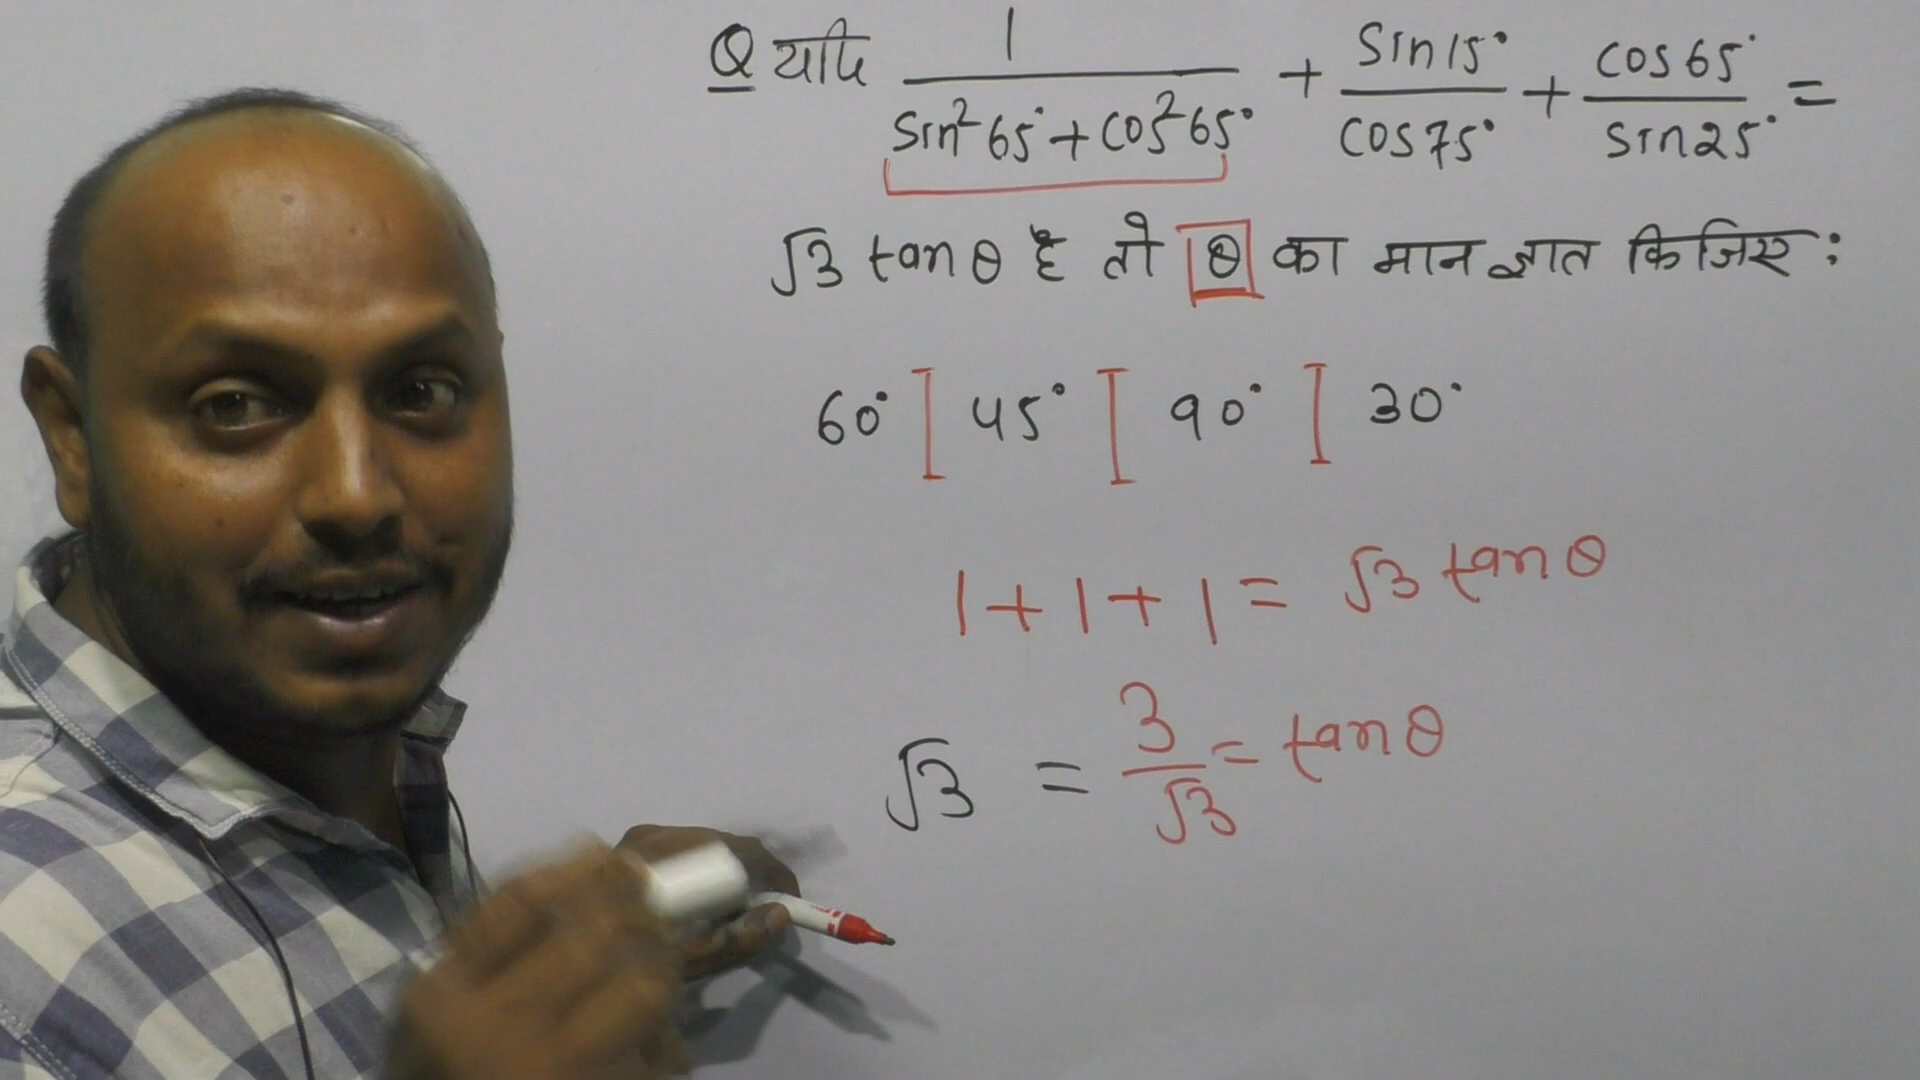 Q यदि 1/(sin²65° + cos²65°) + sin15°/cos75° + cos65°/sin25° =
√3 tanθ है तो θ का मान ज्ञात किजिए :
60° 45° 90° 30°
1 + 1 + 1 = √3 tanθ
√3 = 3/√3 = tanθ